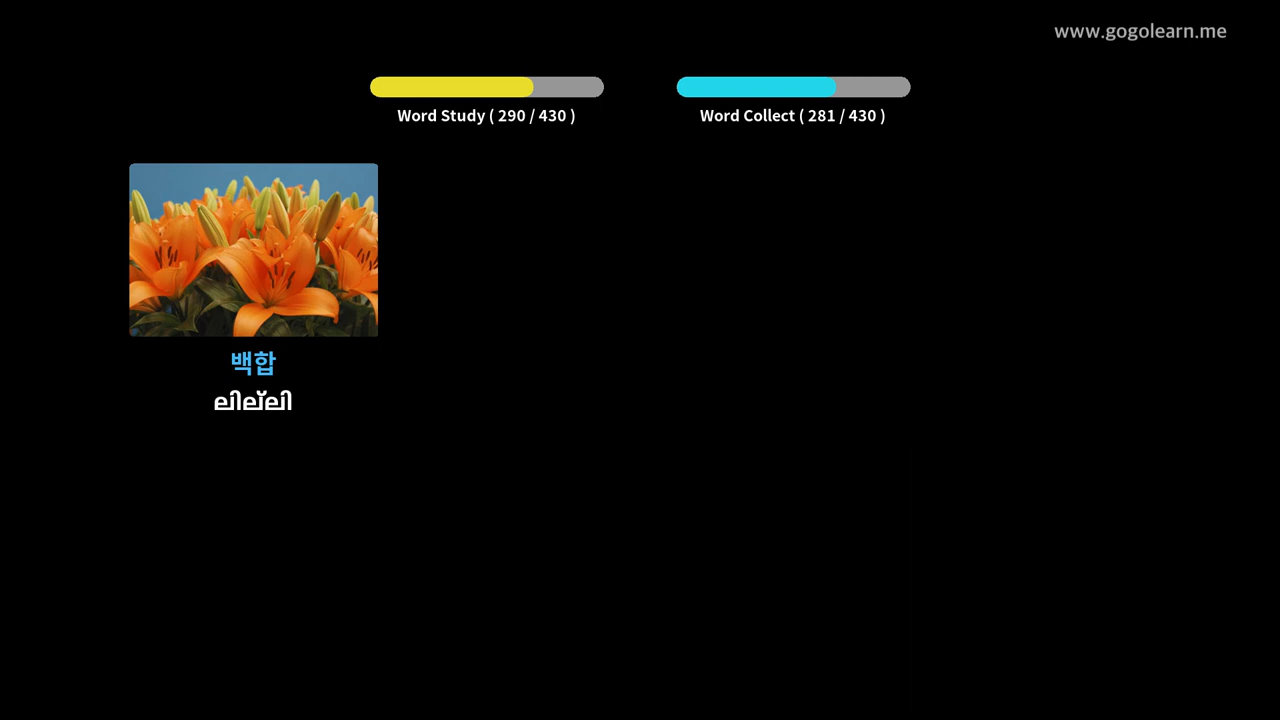 www.gogolearn.me
Word Study ( 290 / 430 )
Word Collect ( 281 / 430 )
백합
ലില്ലി